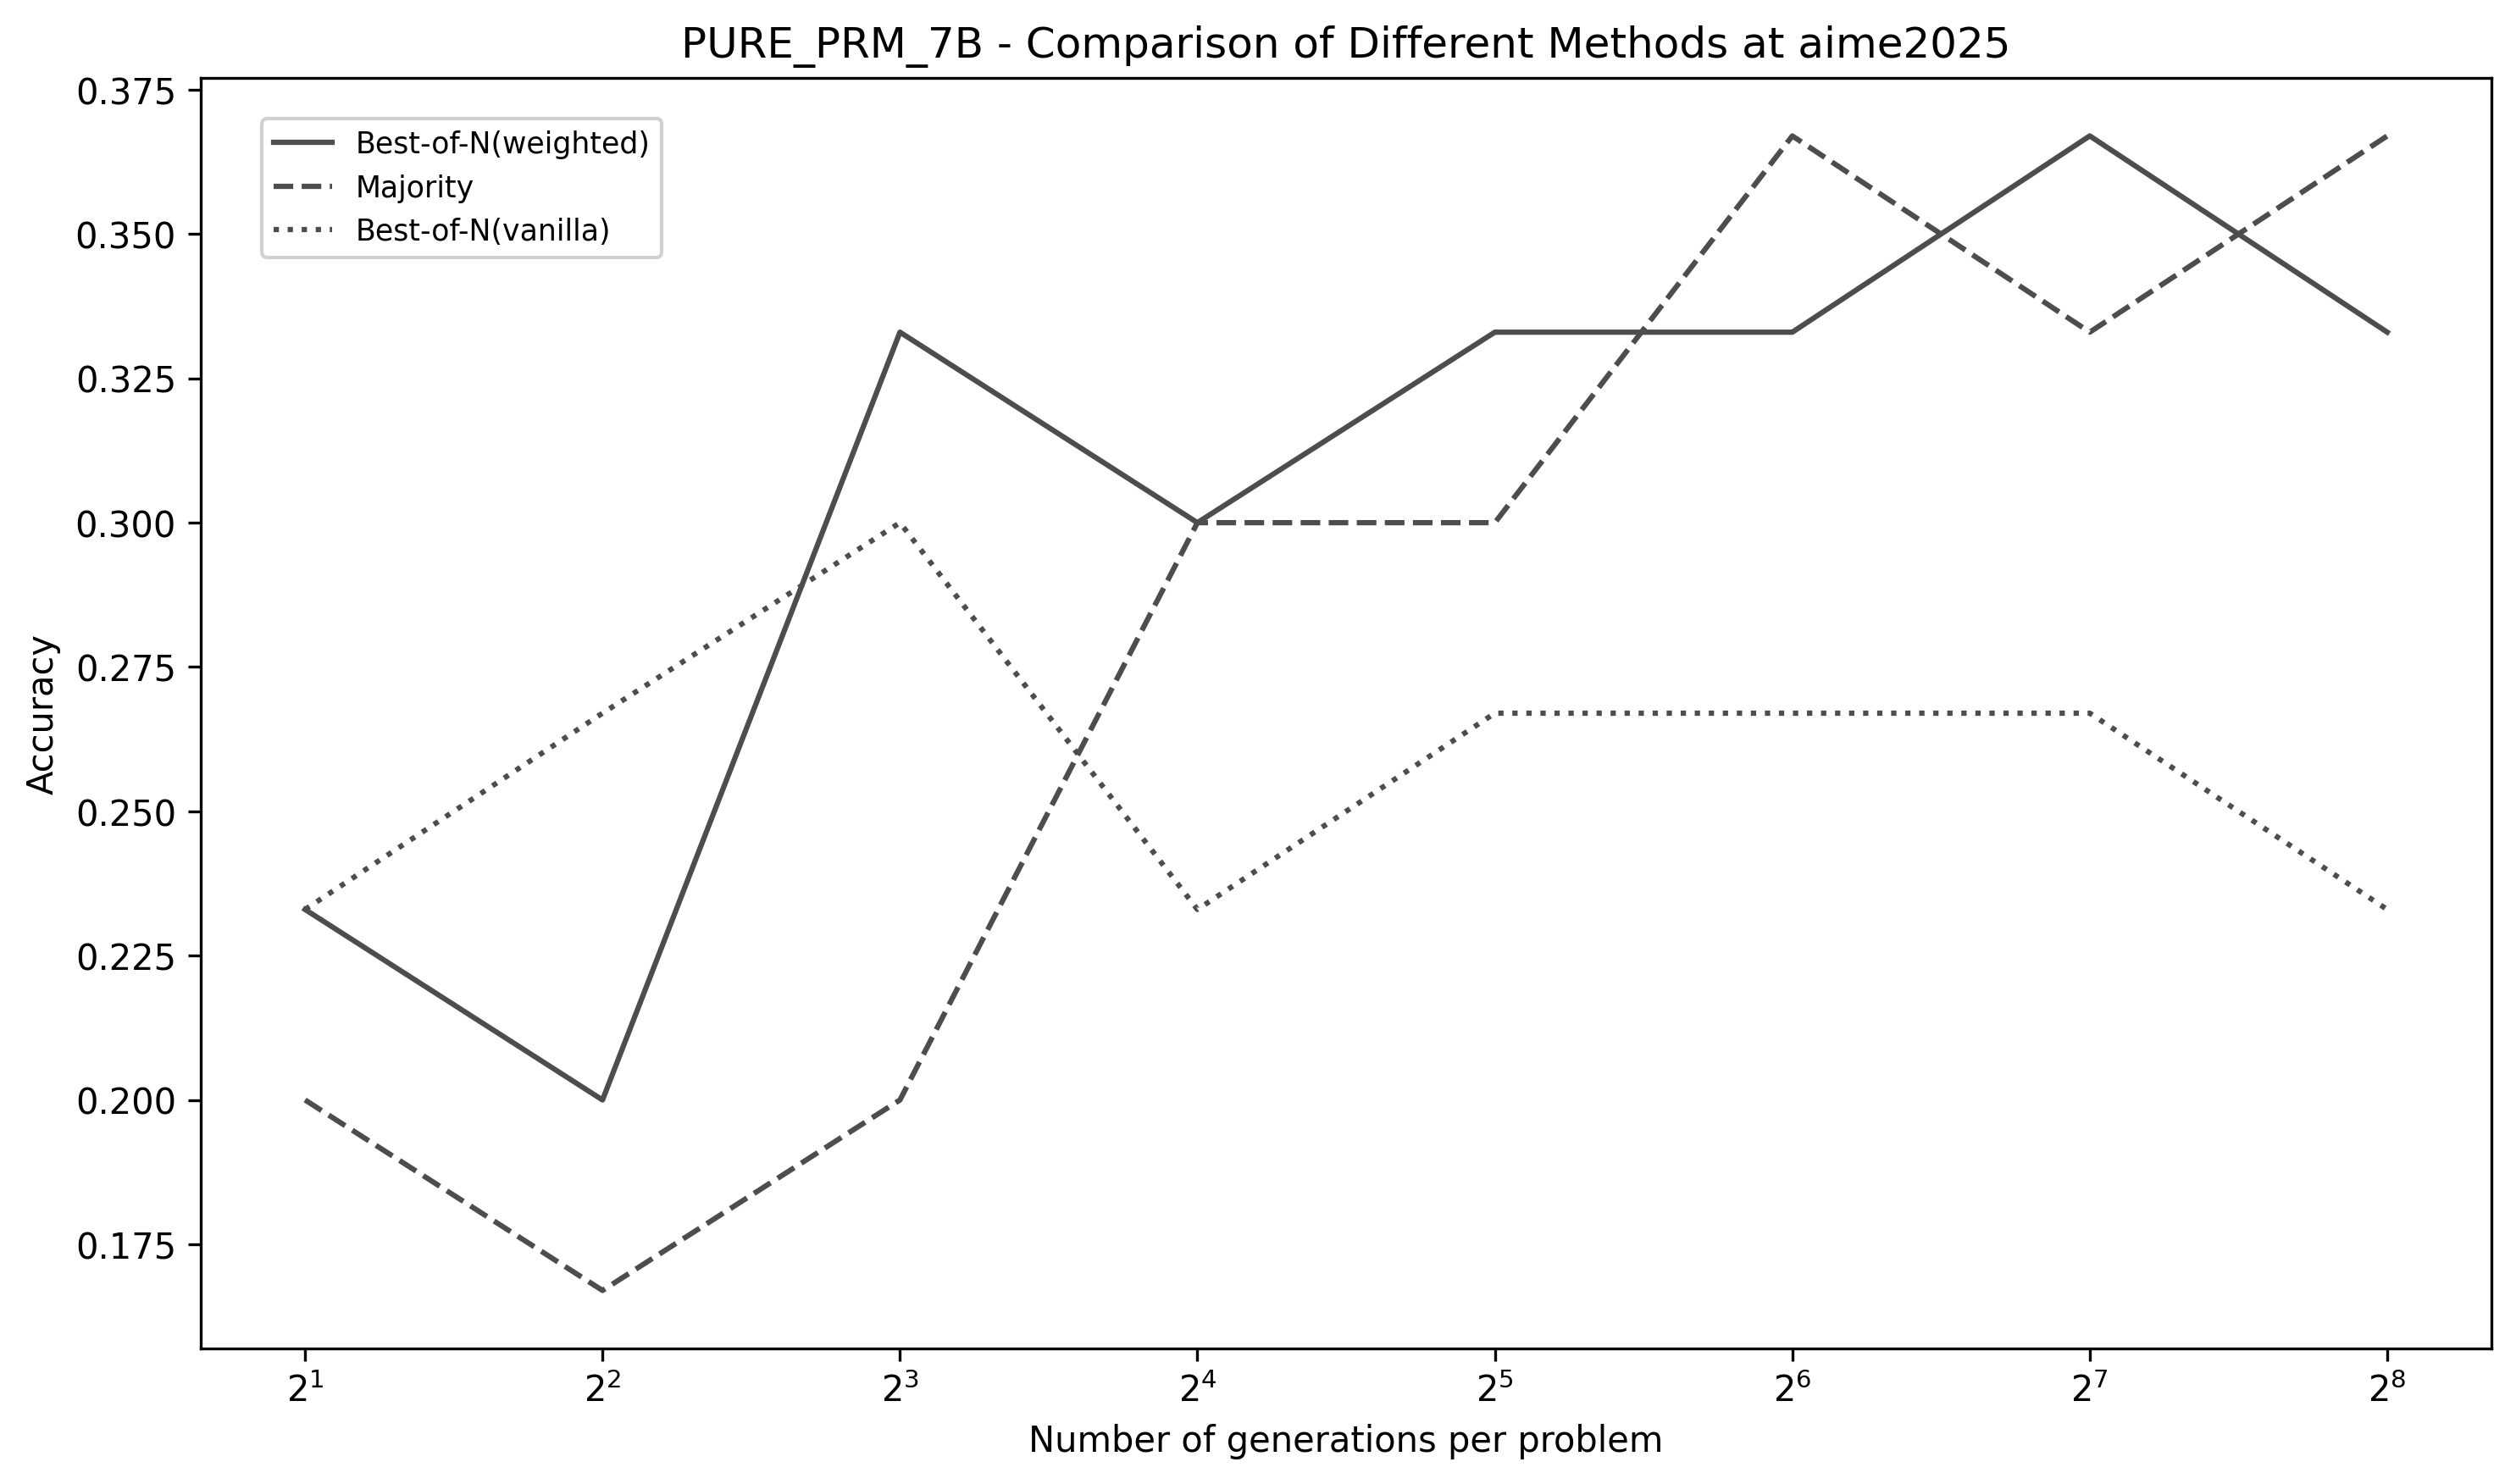 PURE_PRM_7B - Comparison of Different Methods at aime2025
0.375
0.350
0.325
0.300
0.275
0.250
0.225
0.200
0.175
Accuracy
Best-of-N(weighted)
Majority
Best-of-N(vanilla)
2¹ 2² 2³ 2⁴ 2⁵ 2⁶ 2⁷ 2⁸
Number of generations per problem